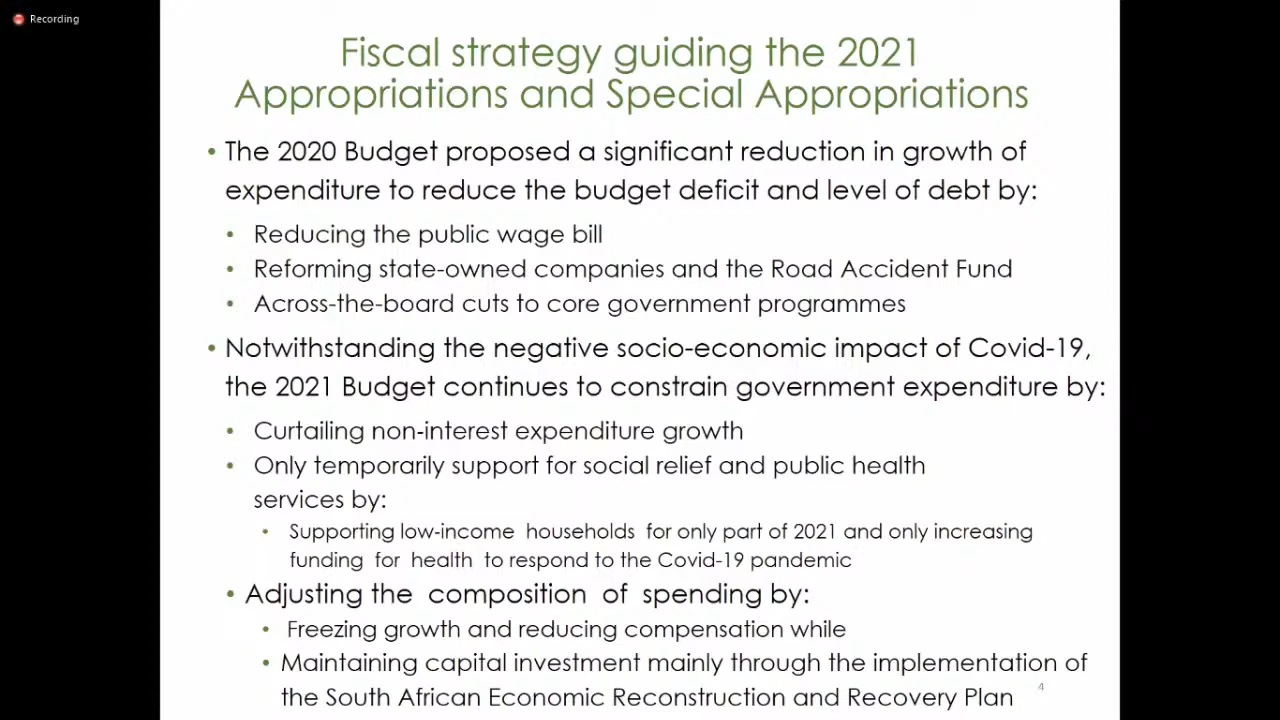 Recording
Fiscal strategy guiding the 2021
Appropriations and Special Appropriations
• The 2020 Budget proposed a significant reduction in growth of
expenditure to reduce the budget deficit and level of debt by:
• Reducing the public wage bill
• Reforming state-owned companies and the Road Accident Fund
• Across-the-board cuts to core government programmes
• Notwithstanding the negative socio-economic impact of Covid-19,
the 2021 Budget continues to constrain government expenditure by:
• Curtailing non-interest expenditure growth
• Only temporarily support for social relief and public health
services by:
• Supporting low-income households for only part of 2021 and only increasing
funding for health to respond to the Covid-19 pandemic
• Adjusting the composition of spending by:
• Freezing growth and reducing compensation while
• Maintaining capital investment mainly through the implementation of
the South African Economic Reconstruction and Recovery Plan
4